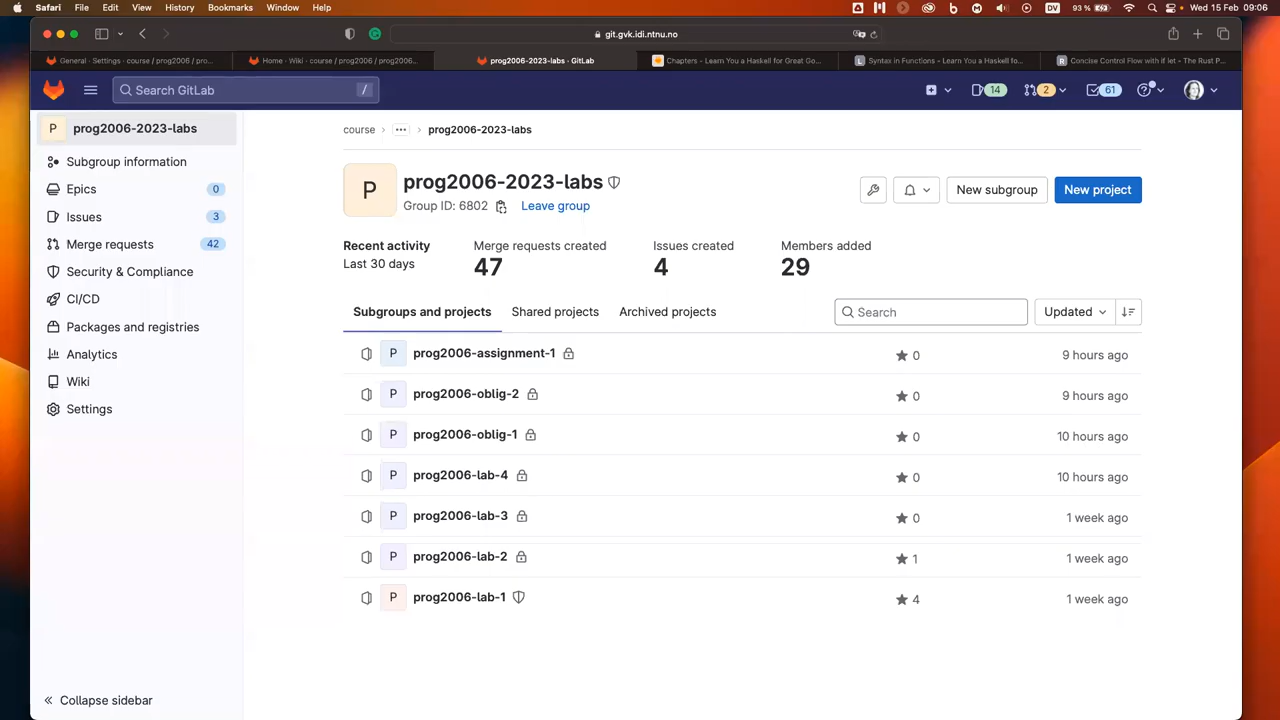 Safari File Edit View History Bookmarks Window Help DV 93 % Wed 15 Feb 09:06
git.gvk.idi.ntnu.no
General · Settings · course / prog2006 / pro... Home · Wiki · course / prog2006 / prog2006... prog2006-2023-labs · GitLab Chapters - Learn You a Haskell for Great Go... Syntax in Functions - Learn You a Haskell fo... Concise Control Flow with if let - The Rust P...
Search GitLab / 14 2 61
P prog2006-2023-labs
Subgroup information
Epics 0
Issues 3
Merge requests 42
Security & Compliance
CI/CD
Packages and registries
Analytics
Wiki
Settings
Collapse sidebar
course › ... › prog2006-2023-labs
P prog2006-2023-labs
Group ID: 6802 Leave group
New subgroup New project
Recent activity Merge requests created Issues created Members added
Last 30 days 47 4 29
Subgroups and projects Shared projects Archived projects Search Updated
P prog2006-assignment-1 0 9 hours ago
P prog2006-oblig-2 0 9 hours ago
P prog2006-oblig-1 0 10 hours ago
P prog2006-lab-4 0 10 hours ago
P prog2006-lab-3 0 1 week ago
P prog2006-lab-2 1 1 week ago
P prog2006-lab-1 4 1 week ago